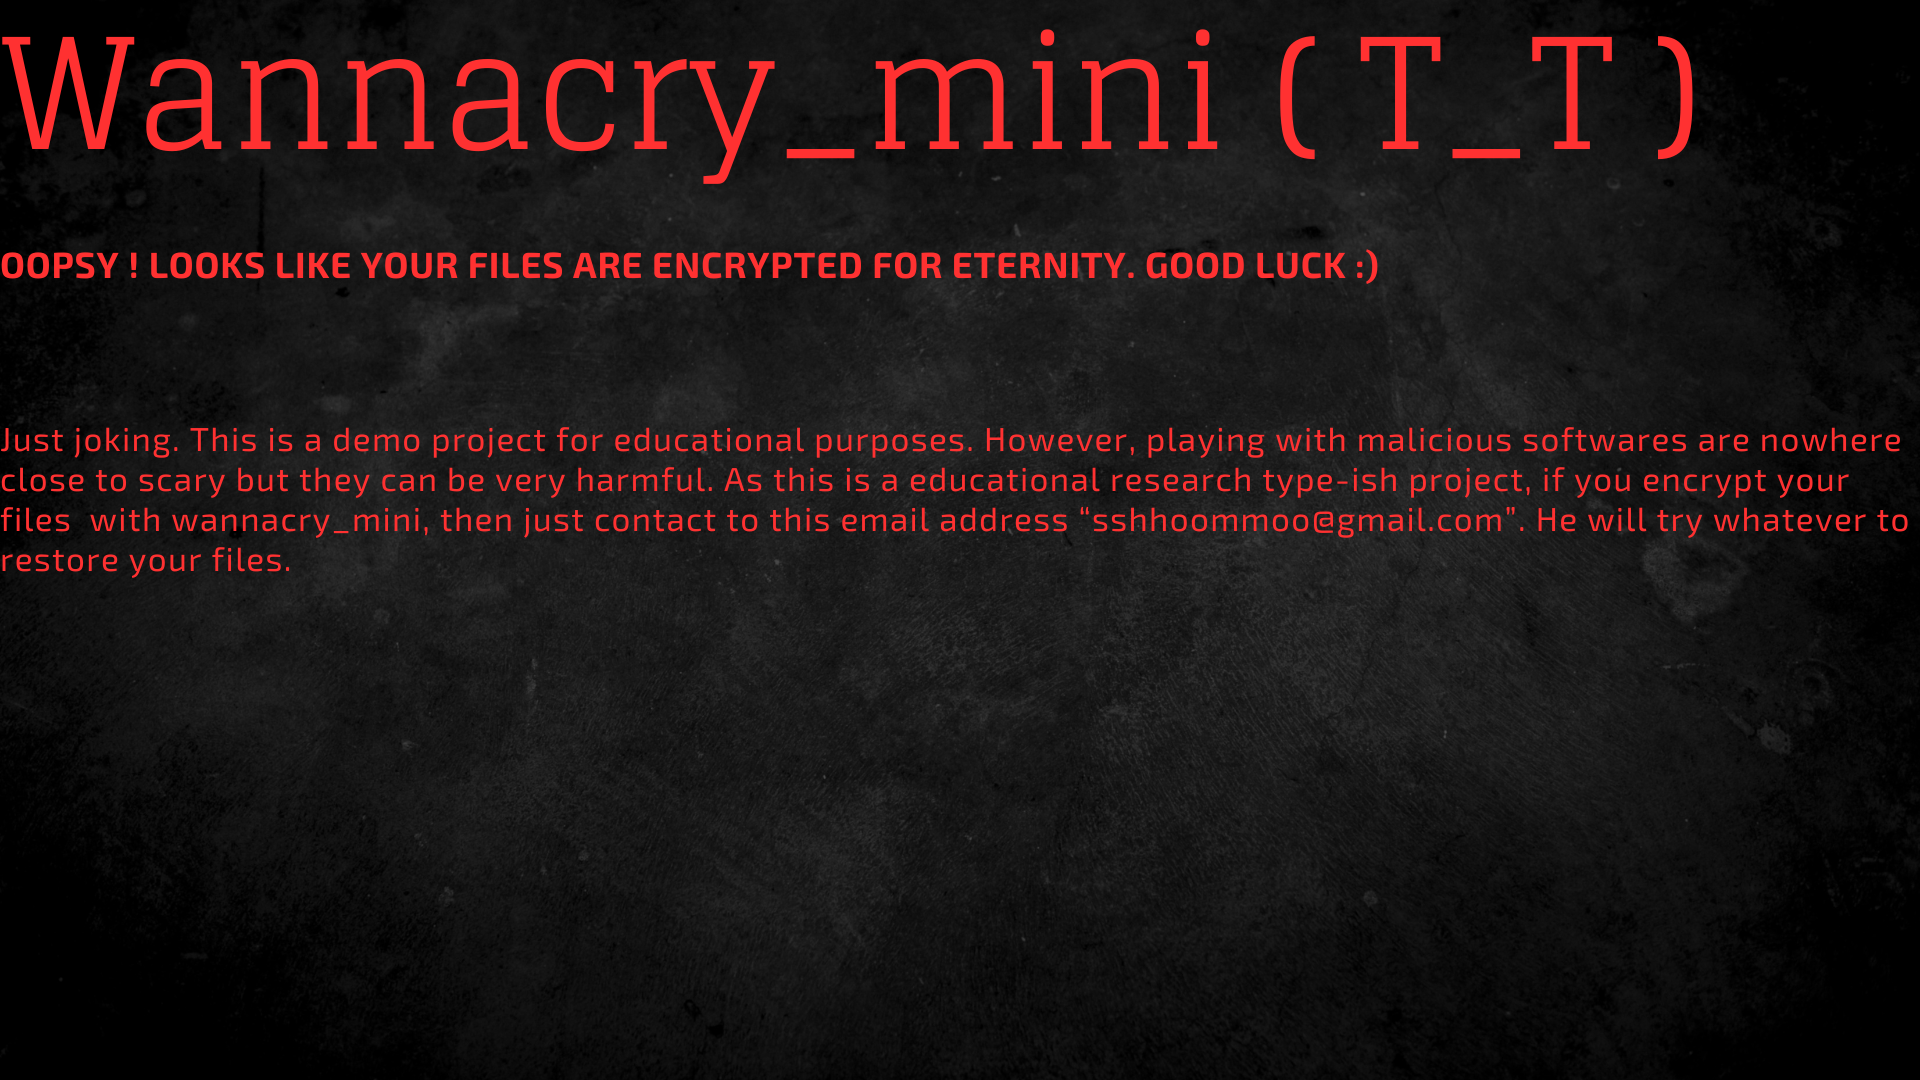 Wannacry_mini ( T_T )
OOPSY ! LOOKS LIKE YOUR FILES ARE ENCRYPTED FOR ETERNITY. GOOD LUCK :)
Just joking. This is a demo project for educational purposes. However, playing with malicious softwares are nowhere
close to scary but they can be very harmful. As this is a educational research type-ish project, if you encrypt your
files  with wannacry_mini, then just contact to this email address “sshhoommoo@gmail.com”. He will try whatever to
restore your files.